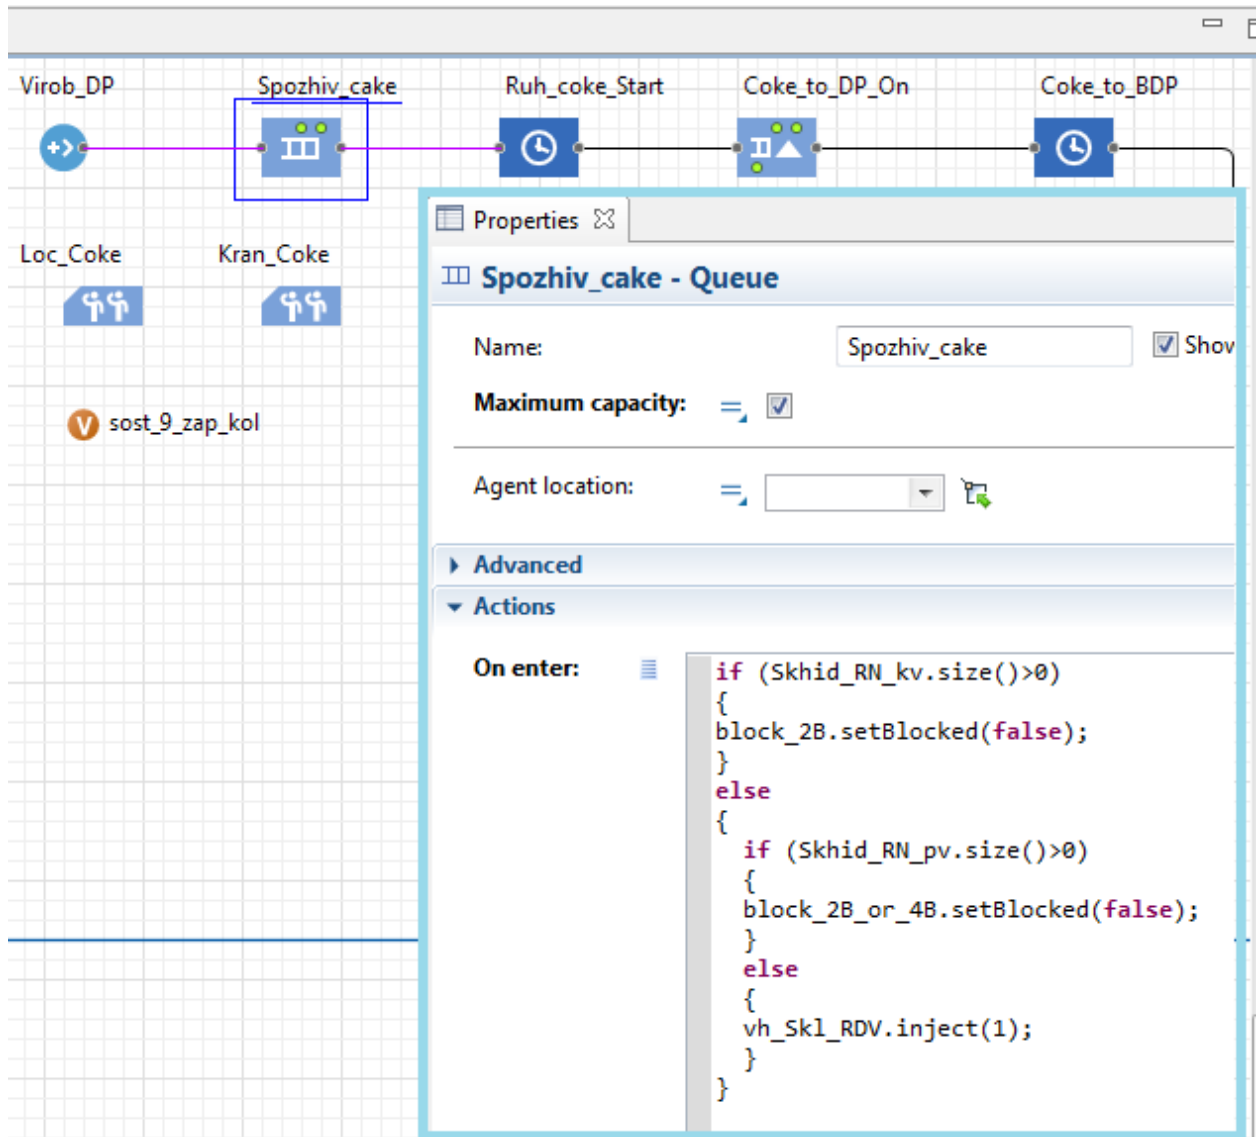 Virob_DP Spozhiv_cake Ruh_coke_Start Coke_to_DP_On Coke_to_BDP
Loc_Coke Kran_Coke
V sost_9_zap_kol
Properties
Spozhiv_cake - Queue
Name: Spozhiv_cake Show
Maximum capacity:
Agent location:
Advanced
Actions
On enter:
if (Skhid_RN_kv.size()>0)
{
block_2B.setBlocked(false);
}
else
{
if (Skhid_RN_pv.size()>0)
{
block_2B_or_4B.setBlocked(false);
}
else
{
vh_Skl_RDV.inject(1);
}
}